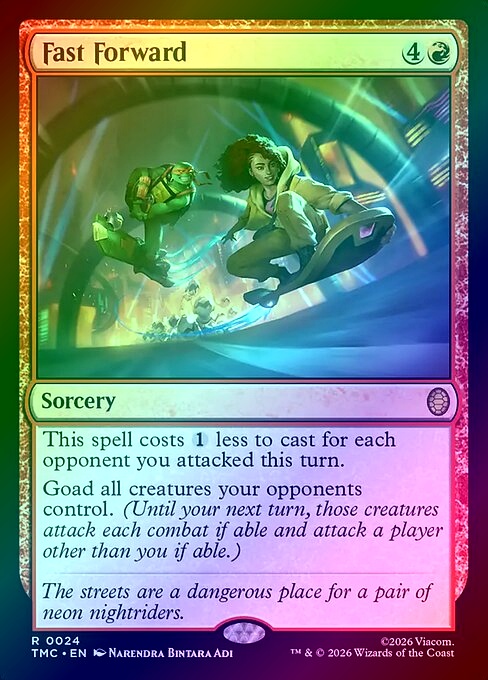 Fast Forward 4
Sorcery
This spell costs 1 less to cast for each
opponent you attacked this turn.
Goad all creatures your opponents
control. (Until your next turn, those creatures
attack each combat if able and attack a player
other than you if able.)
The streets are a dangerous place for a pair of
neon nightriders.
R 0024
TMC • EN Narendra Bintara Adi
©2026 Viacom.
™ & © 2026 Wizards of the Coast